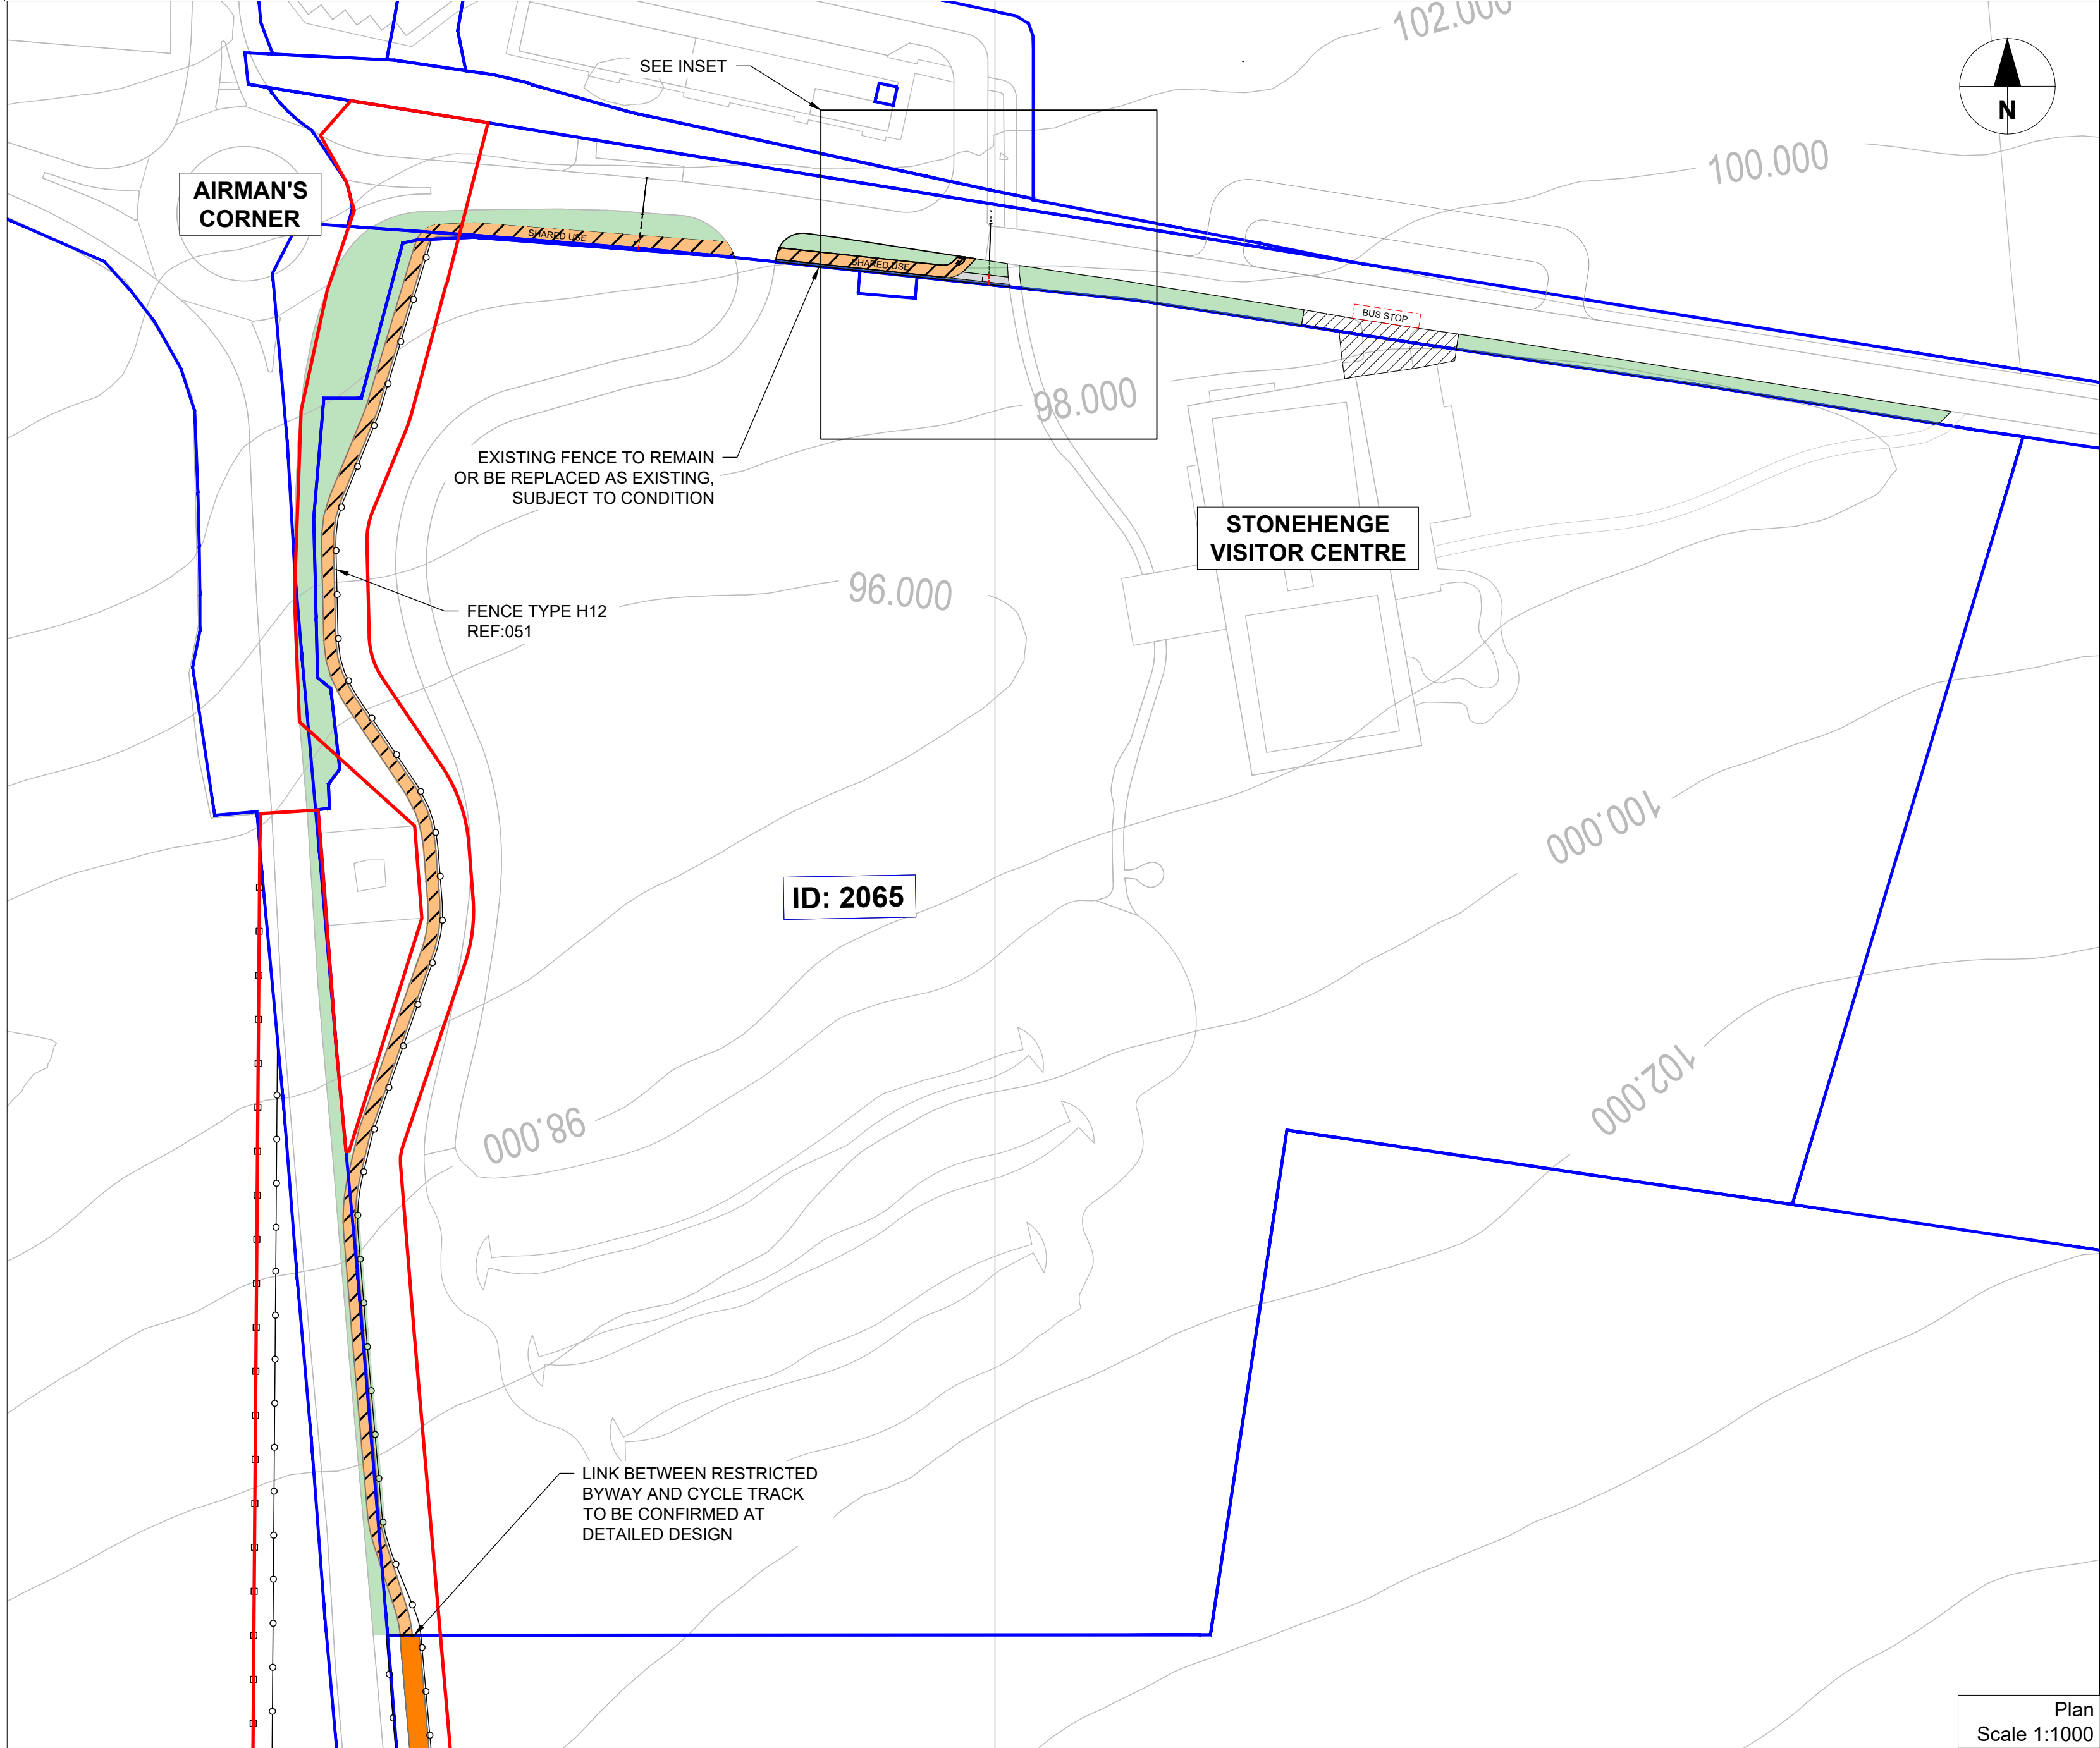 102.000
SEE INSET
N
100.000
AIRMAN'S
CORNER
SHARED USE
SHARED USE
BUS STOP
98.000
EXISTING FENCE TO REMAIN
OR BE REPLACED AS EXISTING,
SUBJECT TO CONDITION
STONEHENGE
VISITOR CENTRE
96.000
FENCE TYPE H12
REF:051
100.000
ID: 2065
102.000
98.000
LINK BETWEEN RESTRICTED
BYWAY AND CYCLE TRACK
TO BE CONFIRMED AT
DETAILED DESIGN
Plan
Scale 1:1000